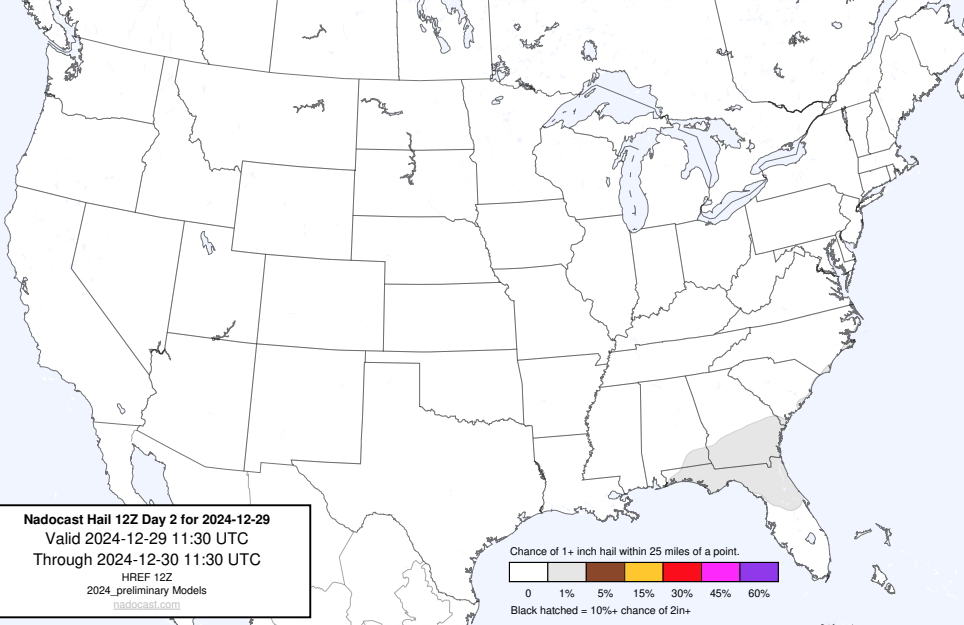 Nadocast Hail 12Z Day 2 for 2024-12-29
Valid 2024-12-29 11:30 UTC
Through 2024-12-30 11:30 UTC
HREF 12Z
2024_preliminary Models
nadocast.com
Chance of 1+ inch hail within 25 miles of a point.
0 1% 5% 15% 30% 45% 60%
Black hatched = 10%+ chance of 2in+